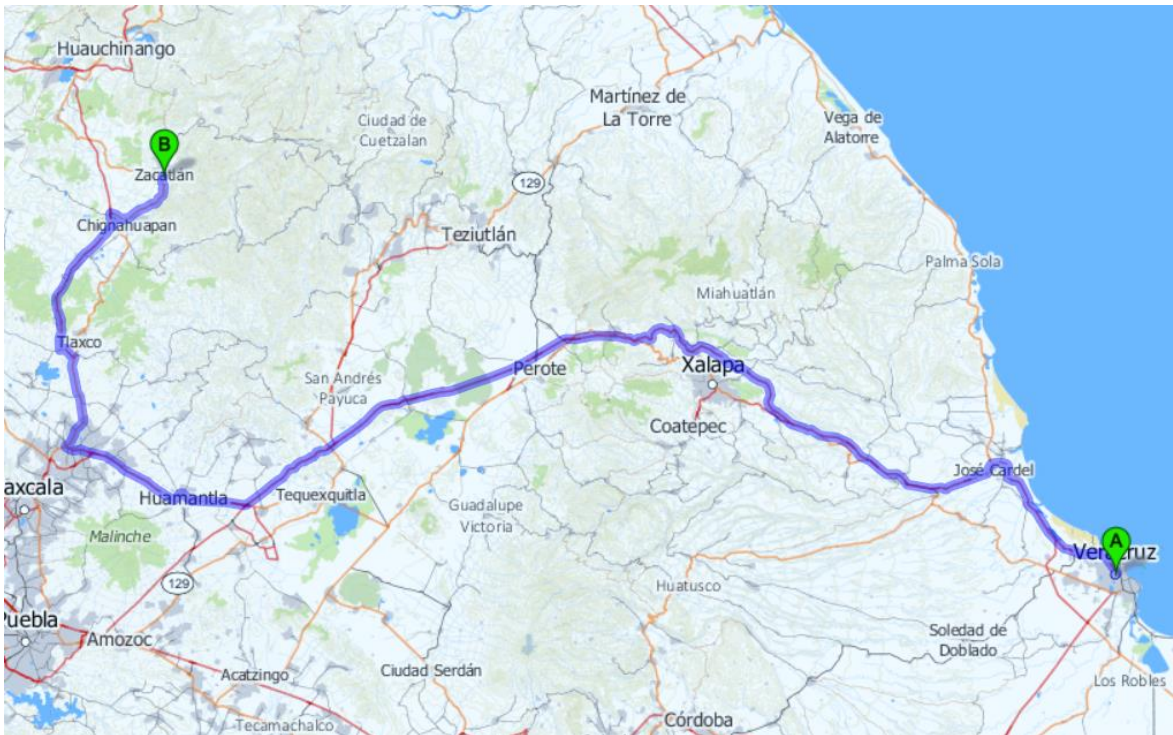 Huauchinango
B
Zacatlán
Chignahuapan
Ciudad de
Cuetzalan
Martínez de
La Torre
Vega de
Alatorre
129
Teziutlán
Palma Sola
Miahuatlán
Tlaxco
San Andrés
Payuca
Perote
Xalapa
Coatepec
José Cardel
axcala
Huamantla
Tequexquitla
Guadalupe
Victoria
Malinche
A
Veracruz
129
Huatusco
Puebla
Amozoc
Soledad de
Doblado
Acatzingo
Ciudad Serdán
Los Robles
Tecamachalco
Córdoba